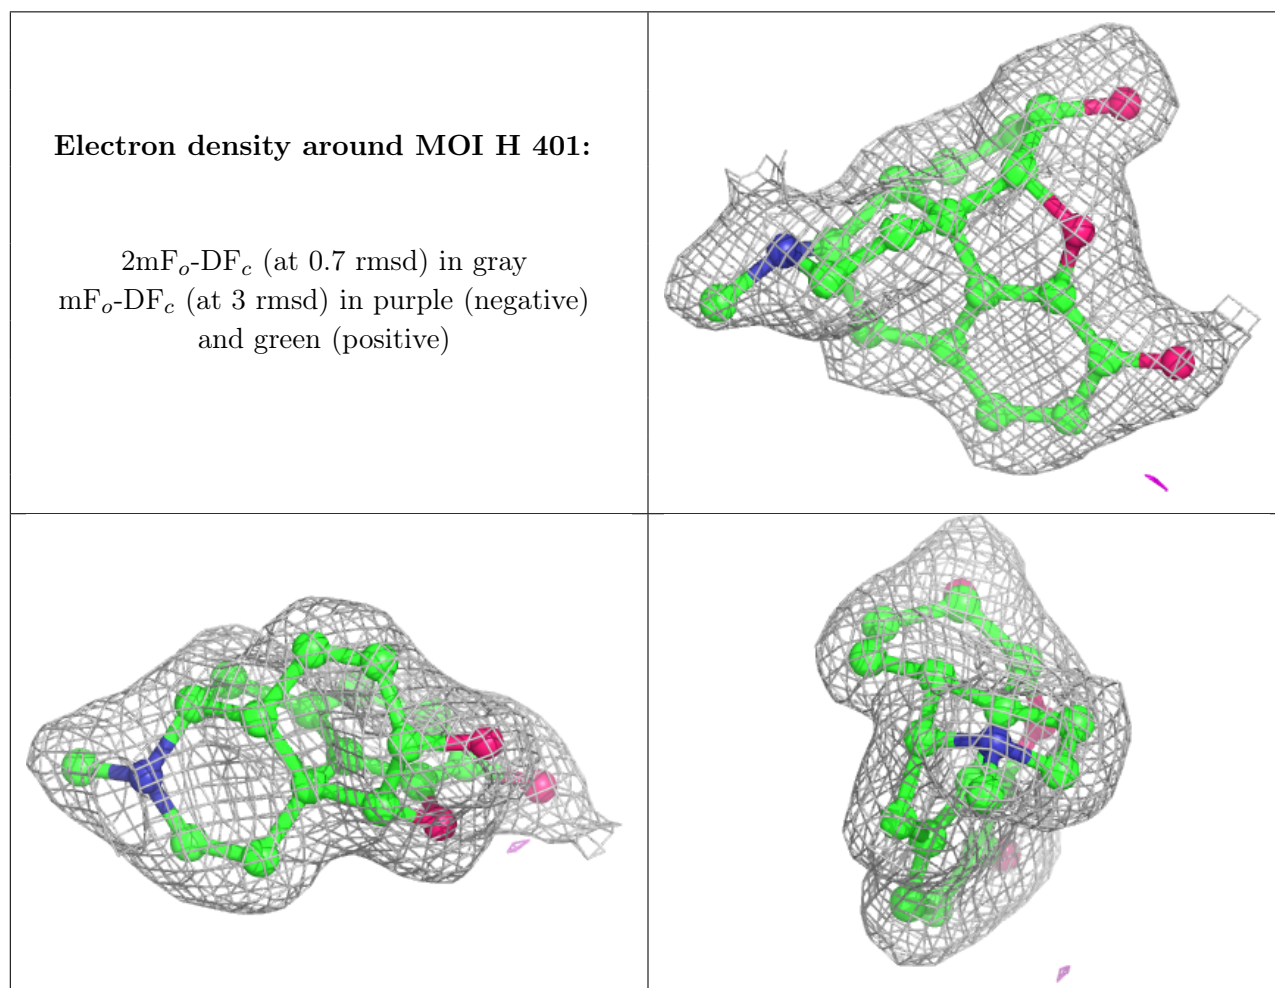 Electron density around MOI H 401:
2mFo-DFc (at 0.7 rmsd) in gray
mFo-DFc (at 3 rmsd) in purple (negative)
and green (positive)